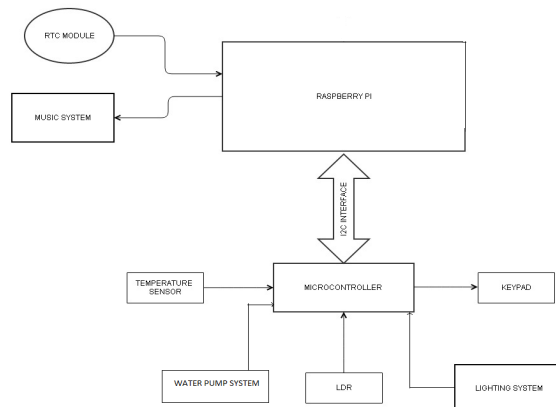 RTC MODULE
RASPBERRY PI
MUSIC SYSTEM
I2C INTERFACE
TEMPERATURE
SENSOR
MICROCONTROLLER
KEYPAD
WATER PUMP SYSTEM
LDR
LIGHTING SYSTEM